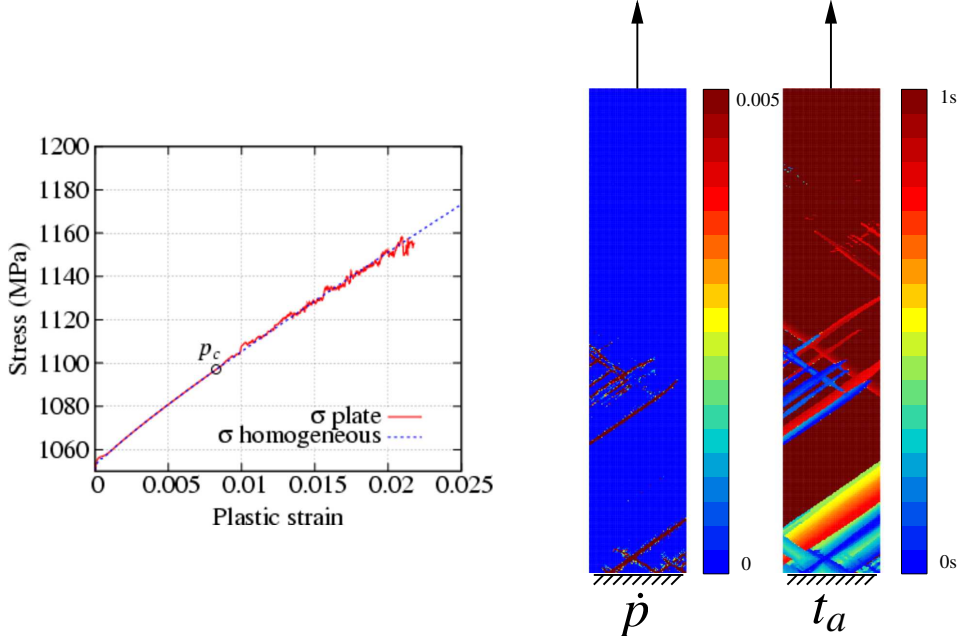 1200
1180
1160
1140
1120
1100
1080
1060
Stress (MPa)
p_c
σ plate
σ homogeneous
0 0.005 0.01 0.015 0.02 0.025
Plastic strain
0.005
0
ṗ
1s
0s
t_a